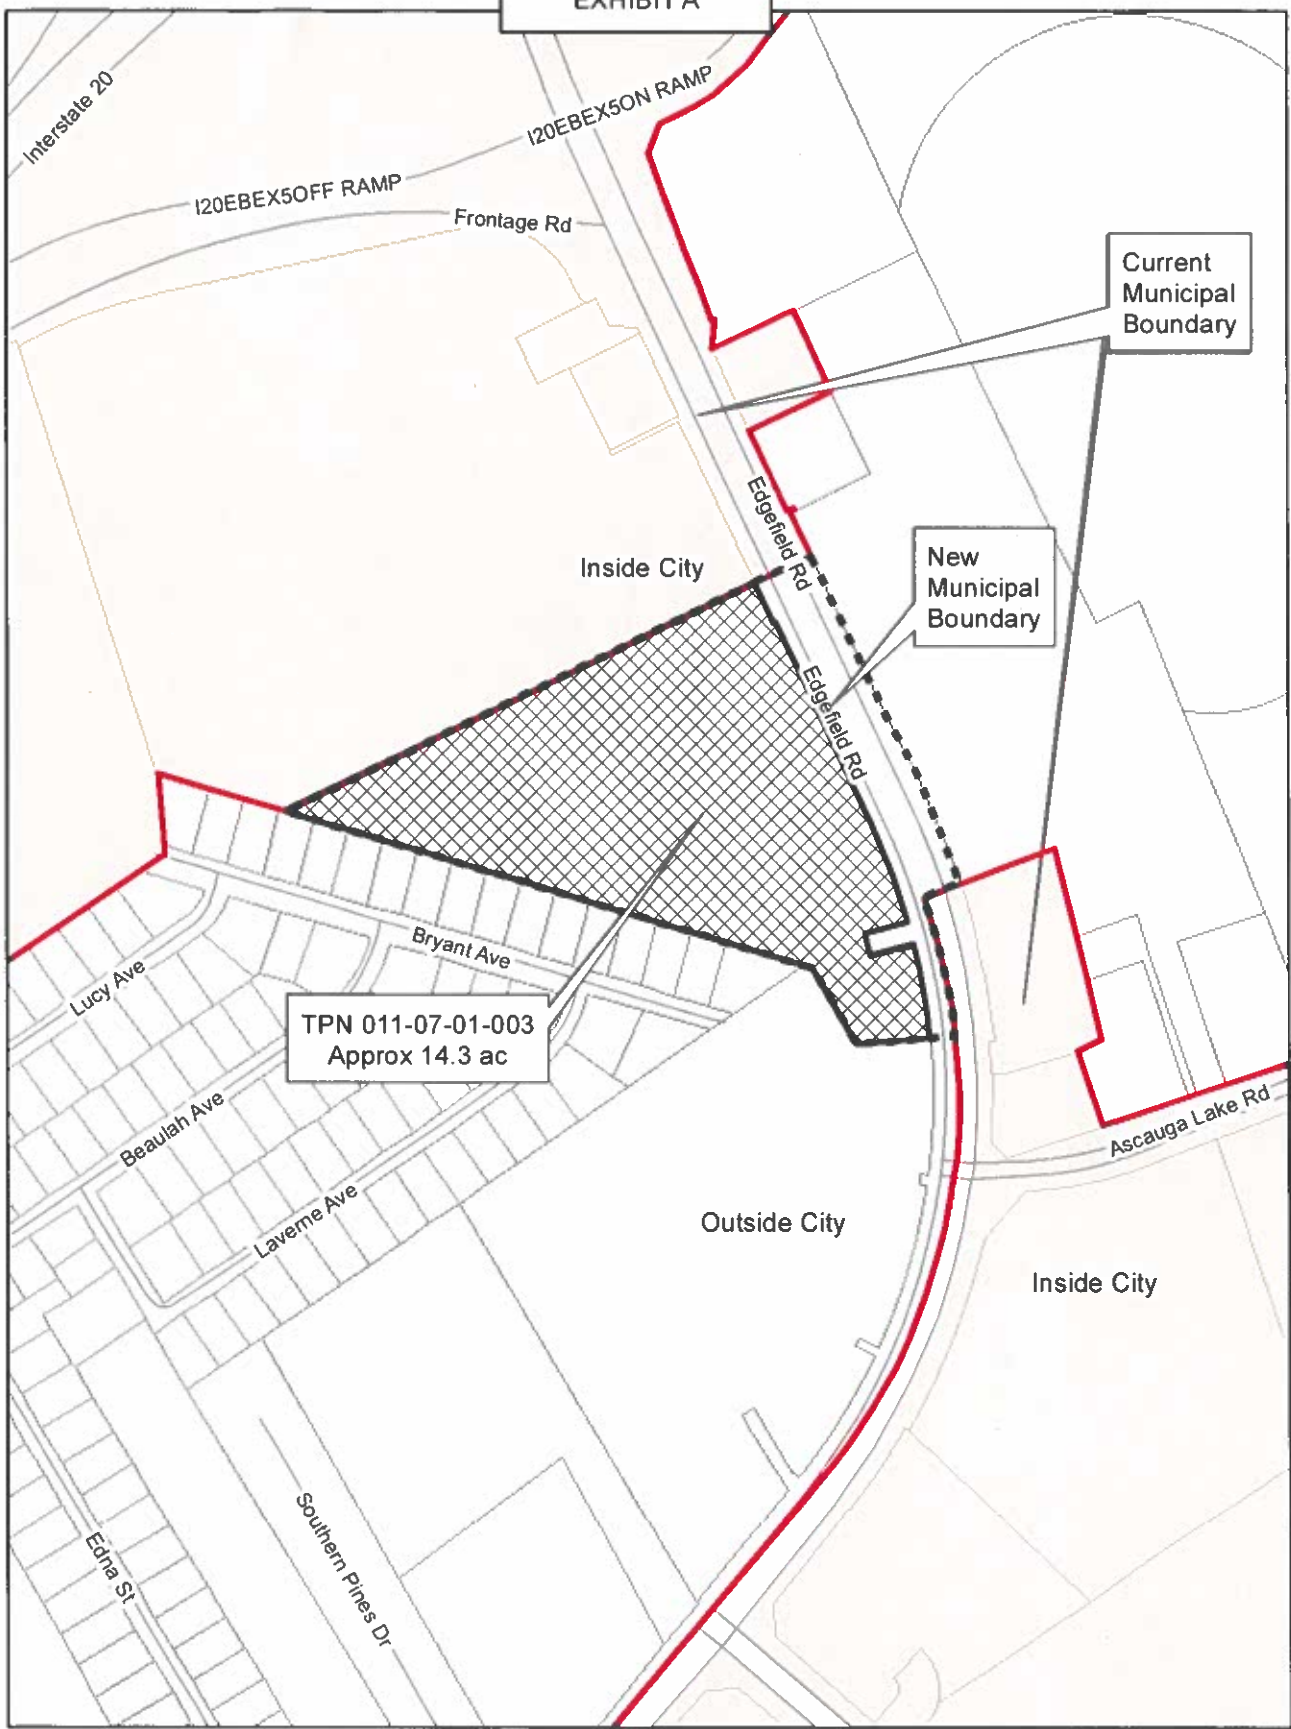 EXHIBIT A
Interstate 20
I20EBEX5ON RAMP
I20EBEX5OFF RAMP
Frontage Rd
Current
Municipal
Boundary
Edgefield Rd
Inside City
New
Municipal
Boundary
Edgefield Rd
Bryant Ave
Lucy Ave
TPN 011-07-01-003
Approx 14.3 ac
Beaulah Ave
Ascauga Lake Rd
Laverne Ave
Outside City
Inside City
Southern Pines Dr
Edna St